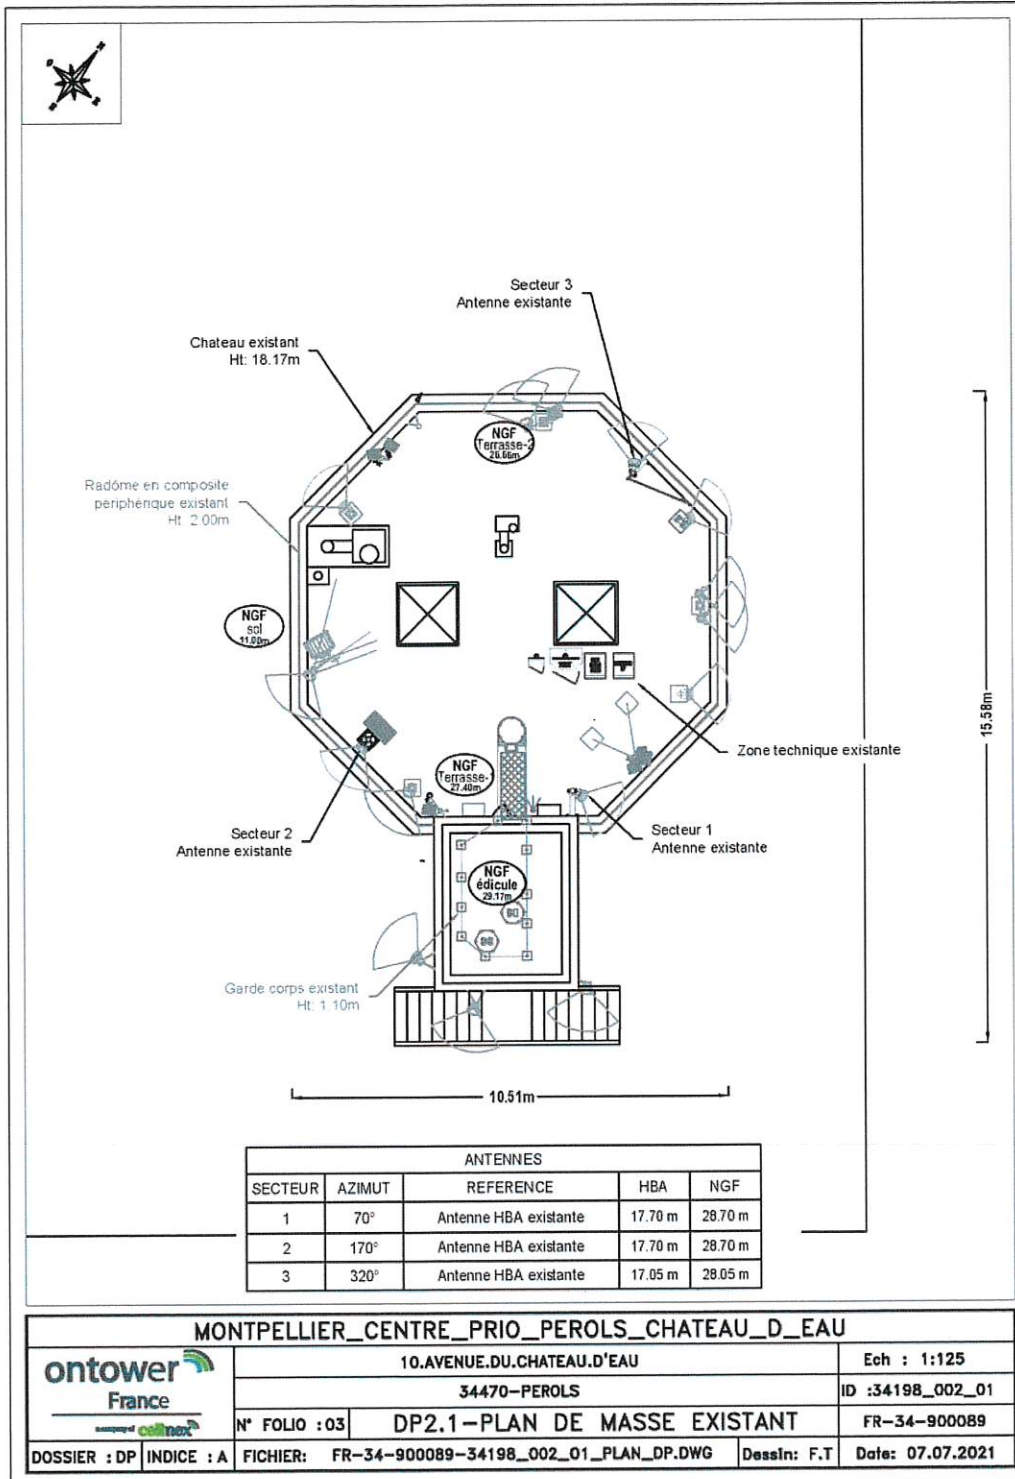 Secteur 3
Antenne existante
Chateau existant
Ht: 18.17m
NGF
Terrasse-2
26.66m
Radôme en composite
périphérique existant
Ht: 2.00m
NGF
sol
11.00m
15.58m
Zone technique existante
NGF
Terrasse-1
27.40m
Secteur 2
Antenne existante
Secteur 1
Antenne existante
NGF
édicule
29.17m
Garde corps existant
Ht: 1.10m
10.51m
ANTENNES
SECTEUR AZIMUT REFERENCE HBA NGF
1 70° Antenne HBA existante 17.70 m 28.70 m
2 170° Antenne HBA existante 17.70 m 28.70 m
3 320° Antenne HBA existante 17.05 m 28.05 m
MONTPELLIER_CENTRE_PRIO_PEROLS_CHATEAU_D_EAU
ontower
France
a company of cellnex
10.AVENUE.DU.CHATEAU.D'EAU
Ech : 1:125
34470-PEROLS
ID :34198_002_01
N° FOLIO :03
DP2.1-PLAN DE MASSE EXISTANT
FR-34-900089
DOSSIER : DP INDICE : A FICHIER: FR-34-900089-34198_002_01_PLAN_DP.DWG Dessin: F.T Date: 07.07.2021